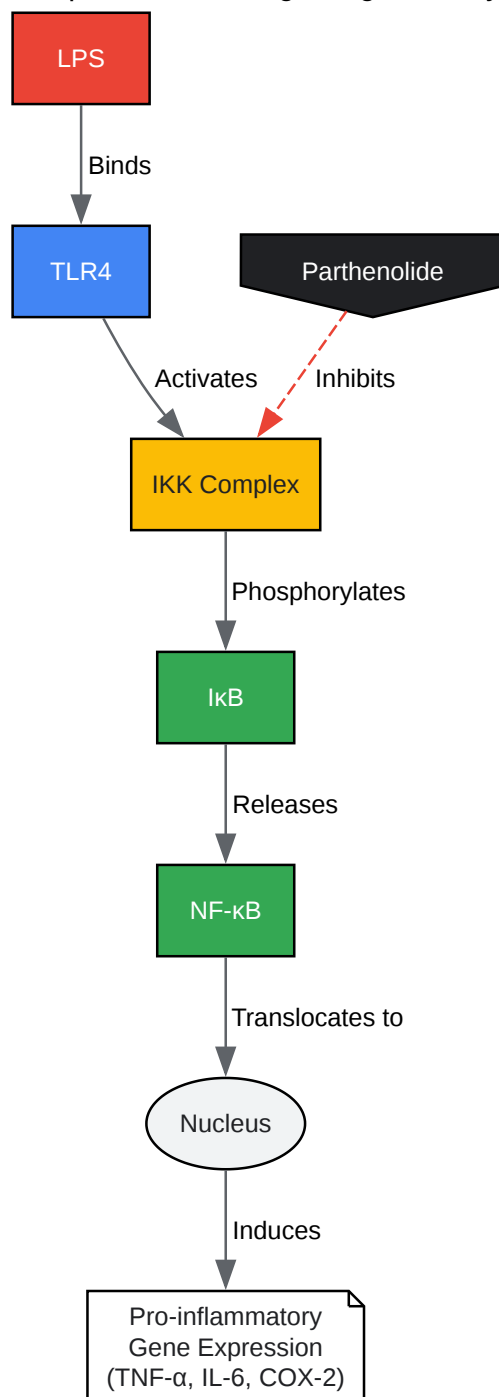 LPS
Binds
TLR4
Parthenolide
Activates
Inhibits
IKK Complex
Phosphorylates
IκB
Releases
NF-κB
Translocates to
Nucleus
Induces
Pro-inflammatory
Gene Expression
(TNF-α, IL-6, COX-2)